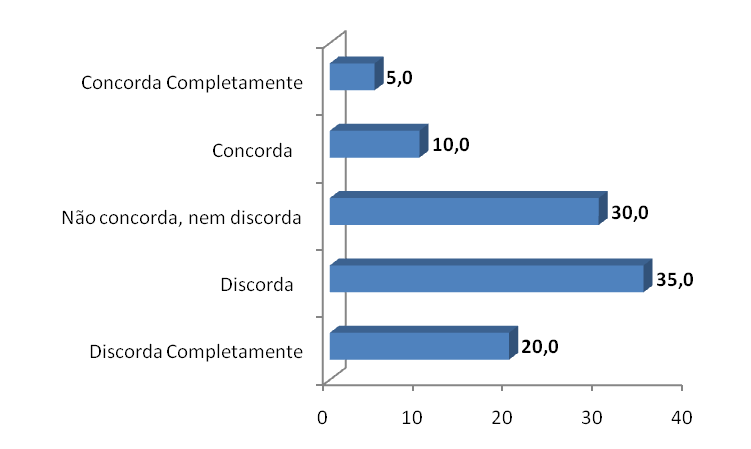 Concorda Completamente 5,0
Concorda 10,0
Não concorda, nem discorda 30,0
Discorda 35,0
Discorda Completamente 20,0
0 10 20 30 40